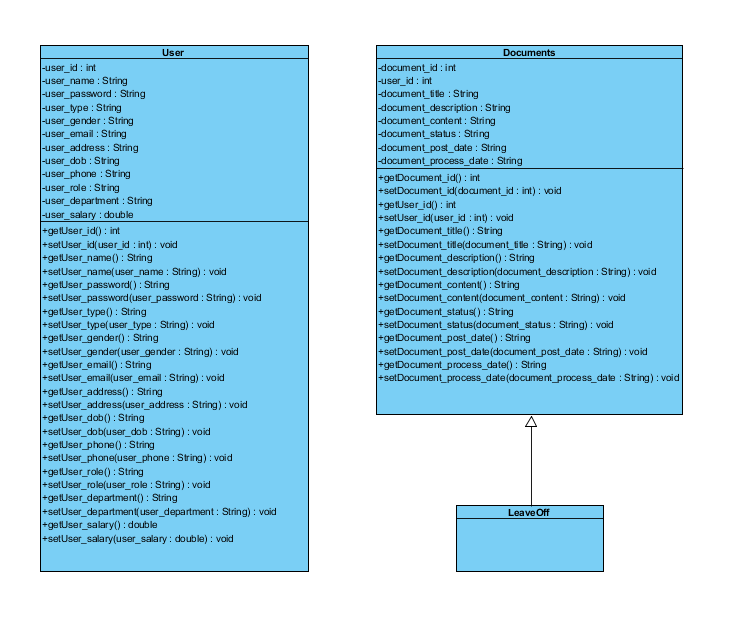 User
-user_id : int
-user_name : String
-user_password : String
-user_type : String
-user_gender : String
-user_email : String
-user_address : String
-user_dob : String
-user_phone : String
-user_role : String
-user_department : String
-user_salary : double
+getUser_id() : int
+setUser_id(user_id : int) : void
+getUser_name() : String
+setUser_name(user_name : String) : void
+getUser_password() : String
+setUser_password(user_password : String) : void
+getUser_type() : String
+setUser_type(user_type : String) : void
+getUser_gender() : String
+setUser_gender(user_gender : String) : void
+getUser_email() : String
+setUser_email(user_email : String) : void
+getUser_address() : String
+setUser_address(user_address : String) : void
+getUser_dob() : String
+setUser_dob(user_dob : String) : void
+getUser_phone() : String
+setUser_phone(user_phone : String) : void
+getUser_role() : String
+setUser_role(user_role : String) : void
+getUser_department() : String
+setUser_department(user_department : String) : void
+getUser_salary() : double
+setUser_salary(user_salary : double) : void
Documents
-document_id : int
-user_id : int
-document_title : String
-document_description : String
-document_content : String
-document_status : String
-document_post_date : String
-document_process_date : String
+getDocument_id() : int
+setDocument_id(document_id : int) : void
+getUser_id() : int
+setUser_id(user_id : int) : void
+getDocument_title() : String
+setDocument_title(document_title : String) : void
+getDocument_description() : String
+setDocument_description(document_description : String) : void
+getDocument_content() : String
+setDocument_content(document_content : String) : void
+getDocument_status() : String
+setDocument_status(document_status : String) : void
+getDocument_post_date() : String
+setDocument_post_date(document_post_date : String) : void
+getDocument_process_date() : String
+setDocument_process_date(document_process_date : String) : void
LeaveOff